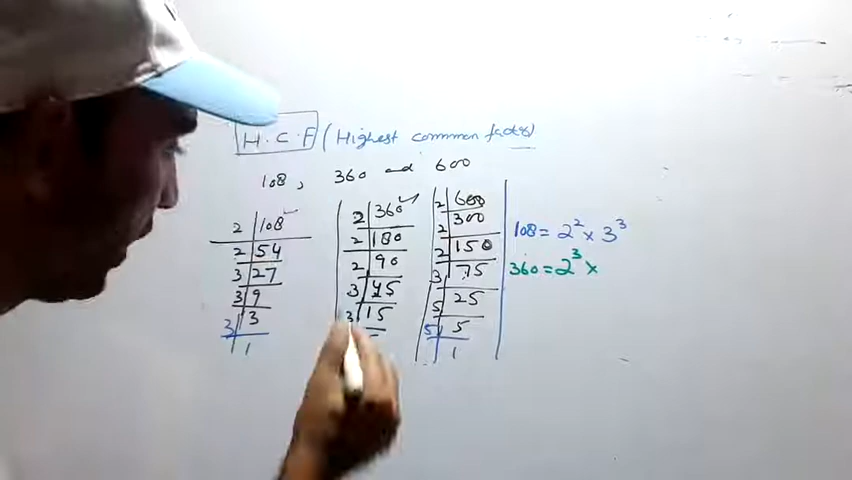 H.C.F (Highest commmon factor)
108, 360 and 600
2 | 108 ✓
2 | 54
3 | 27
3 | 9
3 | 3
1
2 | 360 ✓
2 | 180
2 | 90
3 | 45
3 | 15
2 | 600
2 | 300
2 | 150
3 | 75
5 | 25
5 | 5
1
108 = 2² × 3³
360 = 2³ ×